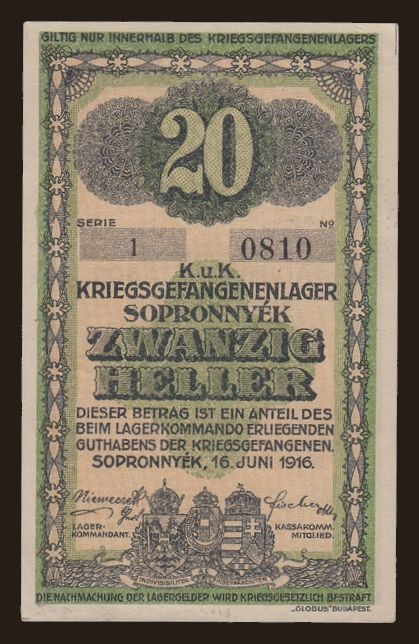 GILTIG NUR INNERHALB DES KRIEGSGEFANGENENLAGERS
20
SERIE No
1 0810
K.u.K.
KRIEGSGEFANGENENLAGER
SOPRONNYÉK
ZWANZIG
HELLER
DIESER BETRAG IST EIN ANTEIL DES
BEIM LAGERKOMMANDO ERLIEGENDEN
GUTHABENS DER KRIEGSGEFANGENEN.
SOPRONNYÉK, 16. JUNI 1916.
LAGER- KASSAKOMM.
KOMMANDANT. MITGLIED.
INDIVISIBILITER INSEPARABILITER
DIE NACHMACHUNG DER LAGERGELDER WIRD KRIEGSGESETZLICH BESTRAFT.
„GLOBUS" BUDAPEST.